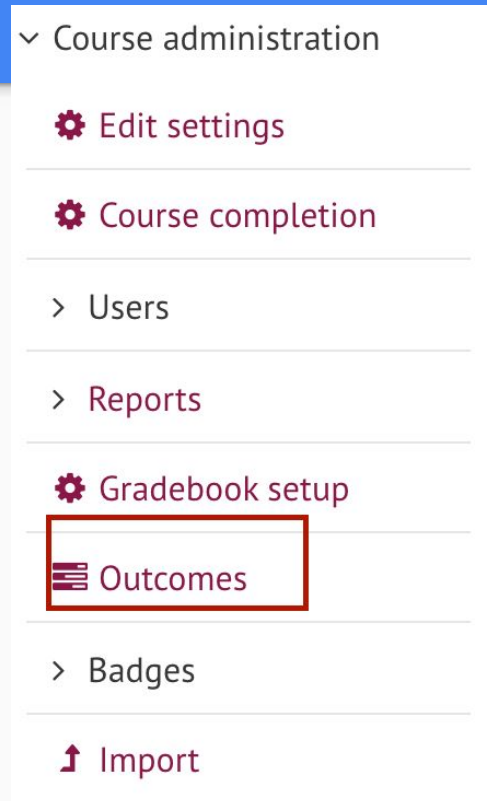 Course administration
Edit settings
Course completion
Users
Reports
Gradebook setup
Outcomes
Badges
Import